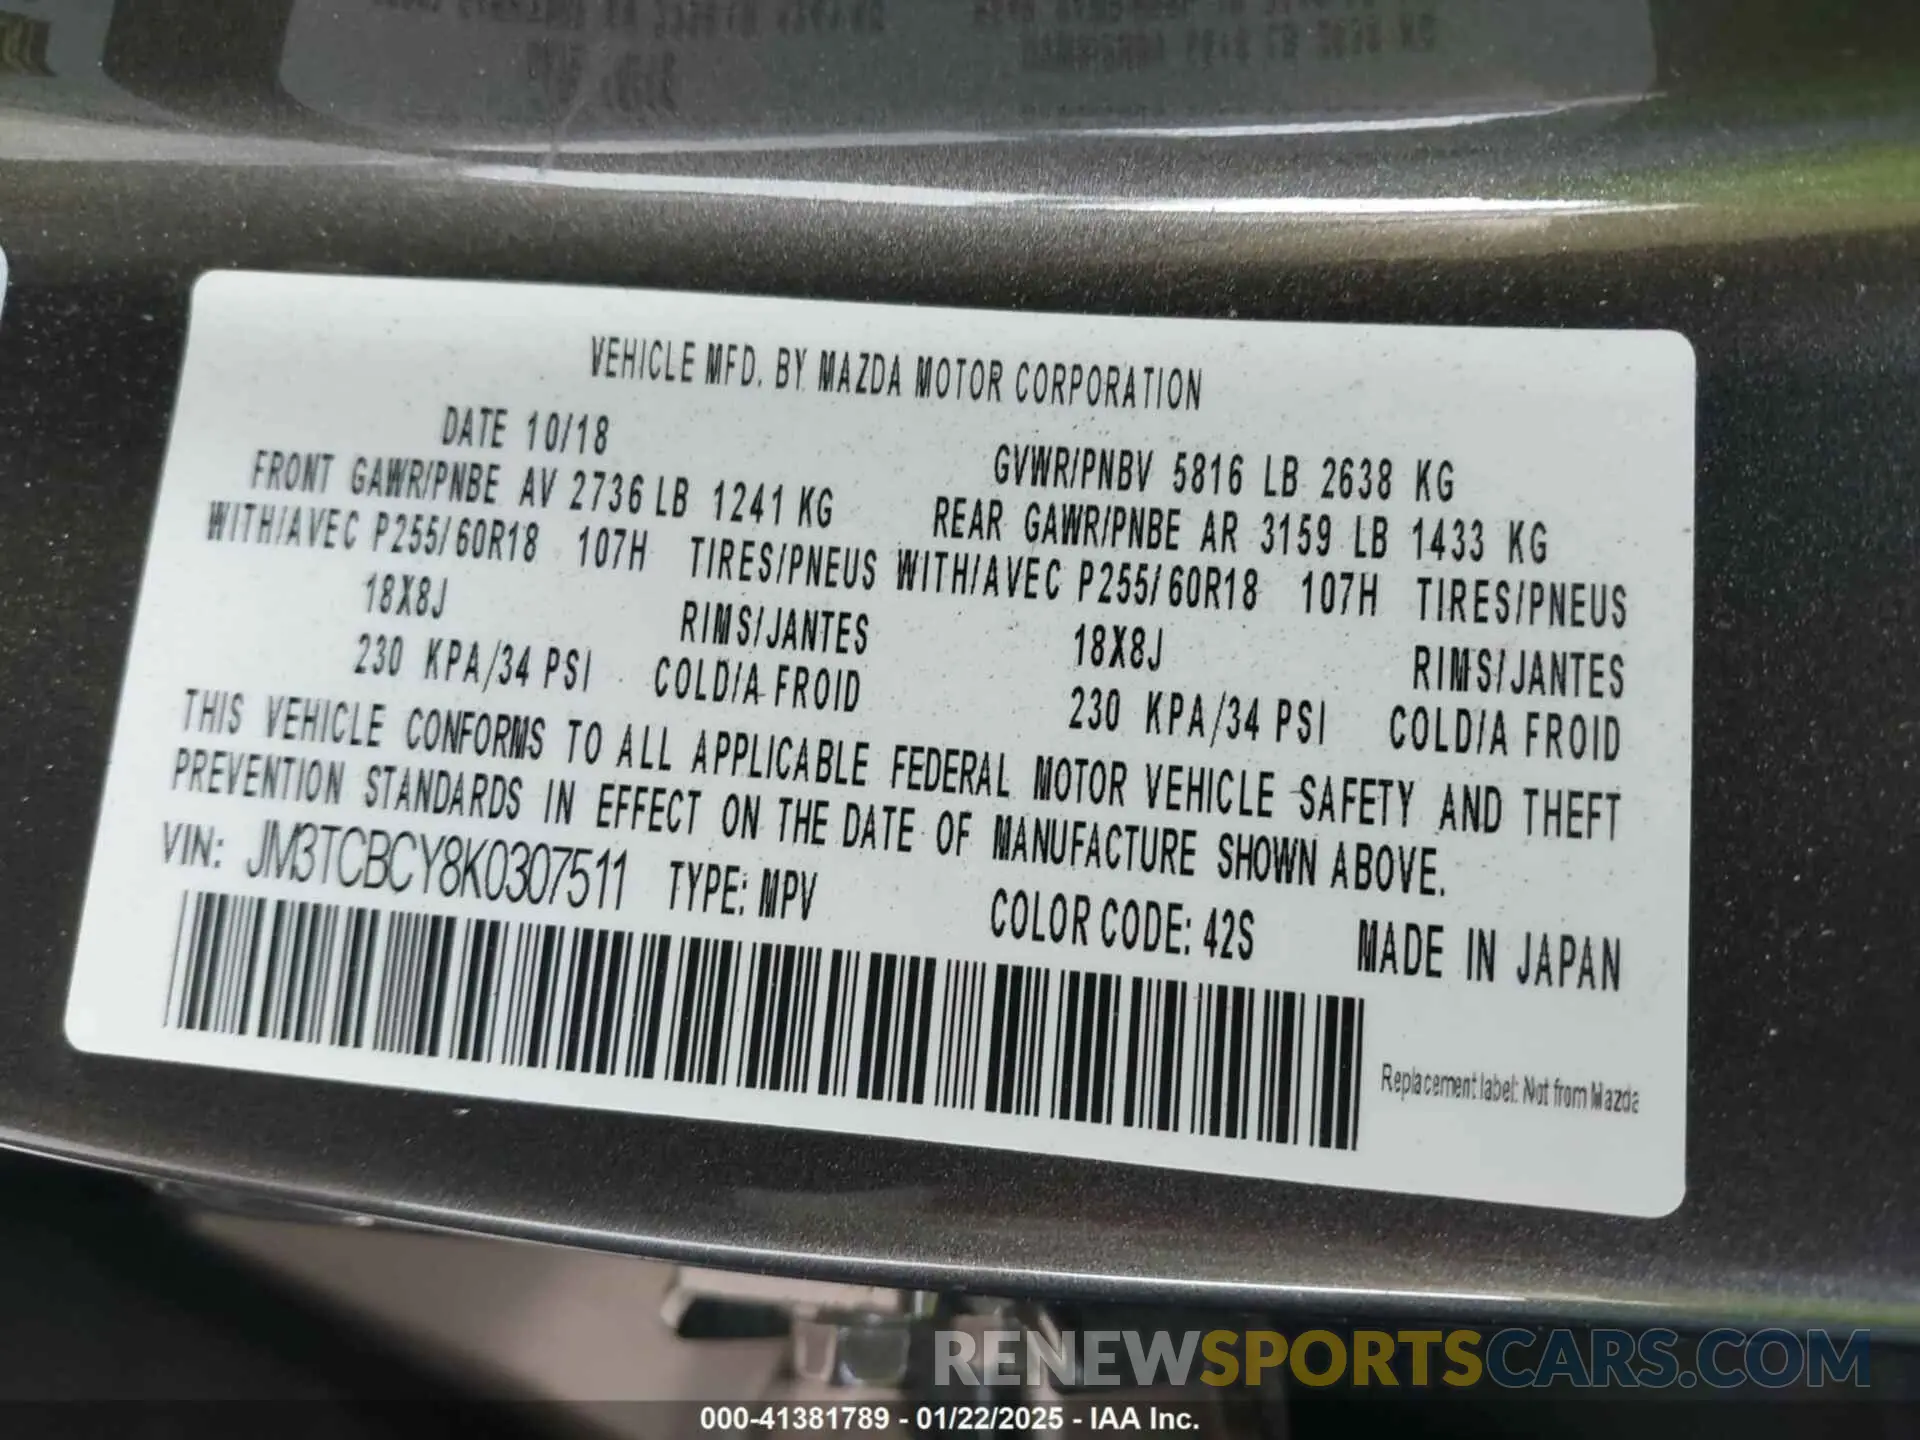 VEHICLE MFD. BY MAZDA MOTOR CORPORATION
DATE 10/18 GVWR/PNBV 5816 LB 2638 KG
FRONT GAWR/PNBE AV 2736 LB 1241 KG REAR GAWR/PNBE AR 3159 LB 1433 KG
WITH/AVEC P255/60R18 107H TIRES/PNEUS WITH/AVEC P255/60R18 107H TIRES/PNEUS
18X8J RIMS/JANTES 18X8J RIMS/JANTES
230 KPA/34 PSI COLD/A FROID 230 KPA/34 PSI COLD/A FROID
THIS VEHICLE CONFORMS TO ALL APPLICABLE FEDERAL MOTOR VEHICLE SAFETY AND THEFT
PREVENTION STANDARDS IN EFFECT ON THE DATE OF MANUFACTURE SHOWN ABOVE.
VIN: JM3TCBCY8K0307511 TYPE: MPV COLOR CODE: 42S MADE IN JAPAN
Replacement label: Not from Mazda
RENEWSPORTSCARS.COM
000-41381789 - 01/22/2025 - IAA Inc.